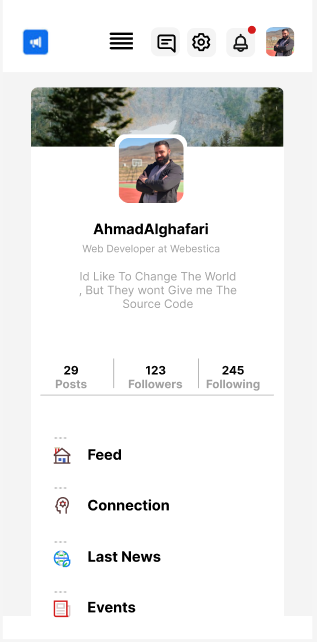 AhmadAlghafari
Web Developer at Webestica
Id Like To Change The World
, But They wont Give me The
Source Code
29 123 245
Posts Followers Following
Feed
Connection
Last News
Events